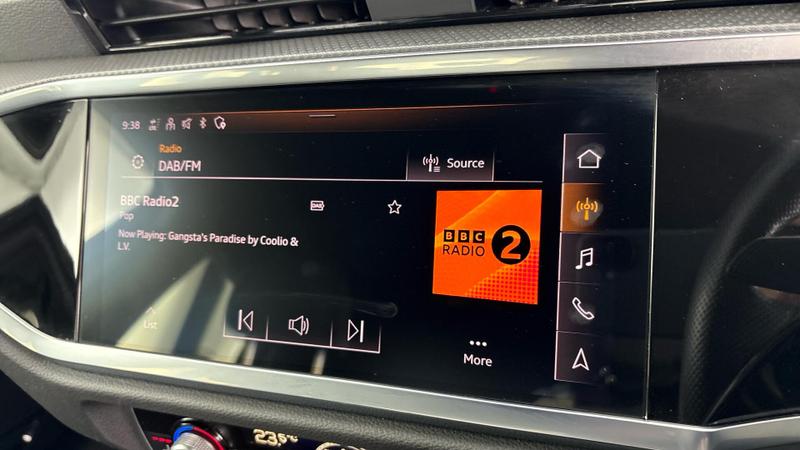 9:38
Radio
DAB/FM
Source
BBC Radio2
DAB
Pop
Now Playing: Gangsta's Paradise by Coolio &
L.V.
BBC
RADIO 2
List
More
23.5°C